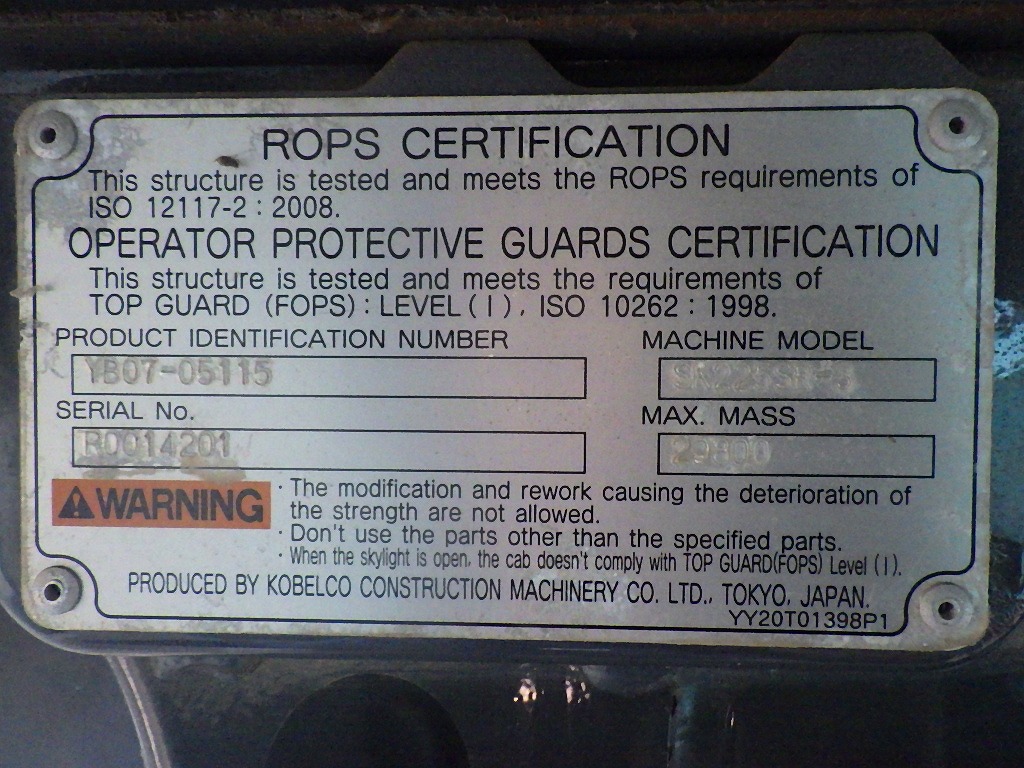 ROPS CERTIFICATION
This structure is tested and meets the ROPS requirements of
ISO 12117-2 : 2008.
OPERATOR PROTECTIVE GUARDS CERTIFICATION
This structure is tested and meets the requirements of
TOP GUARD (FOPS) : LEVEL ( I ), ISO 10262 : 1998.
PRODUCT IDENTIFICATION NUMBER MACHINE MODEL
YB07-05115
SERIAL No. MAX. MASS
R0014201
WARNING
· The modification and rework causing the deterioration of
the strength are not allowed.
· Don't use the parts other than the specified parts.
· When the skylight is open, the cab doesn't comply with TOP GUARD(FOPS) Level ( I ).
PRODUCED BY KOBELCO CONSTRUCTION MACHINERY CO. LTD., TOKYO, JAPAN.
YY20T01398P1